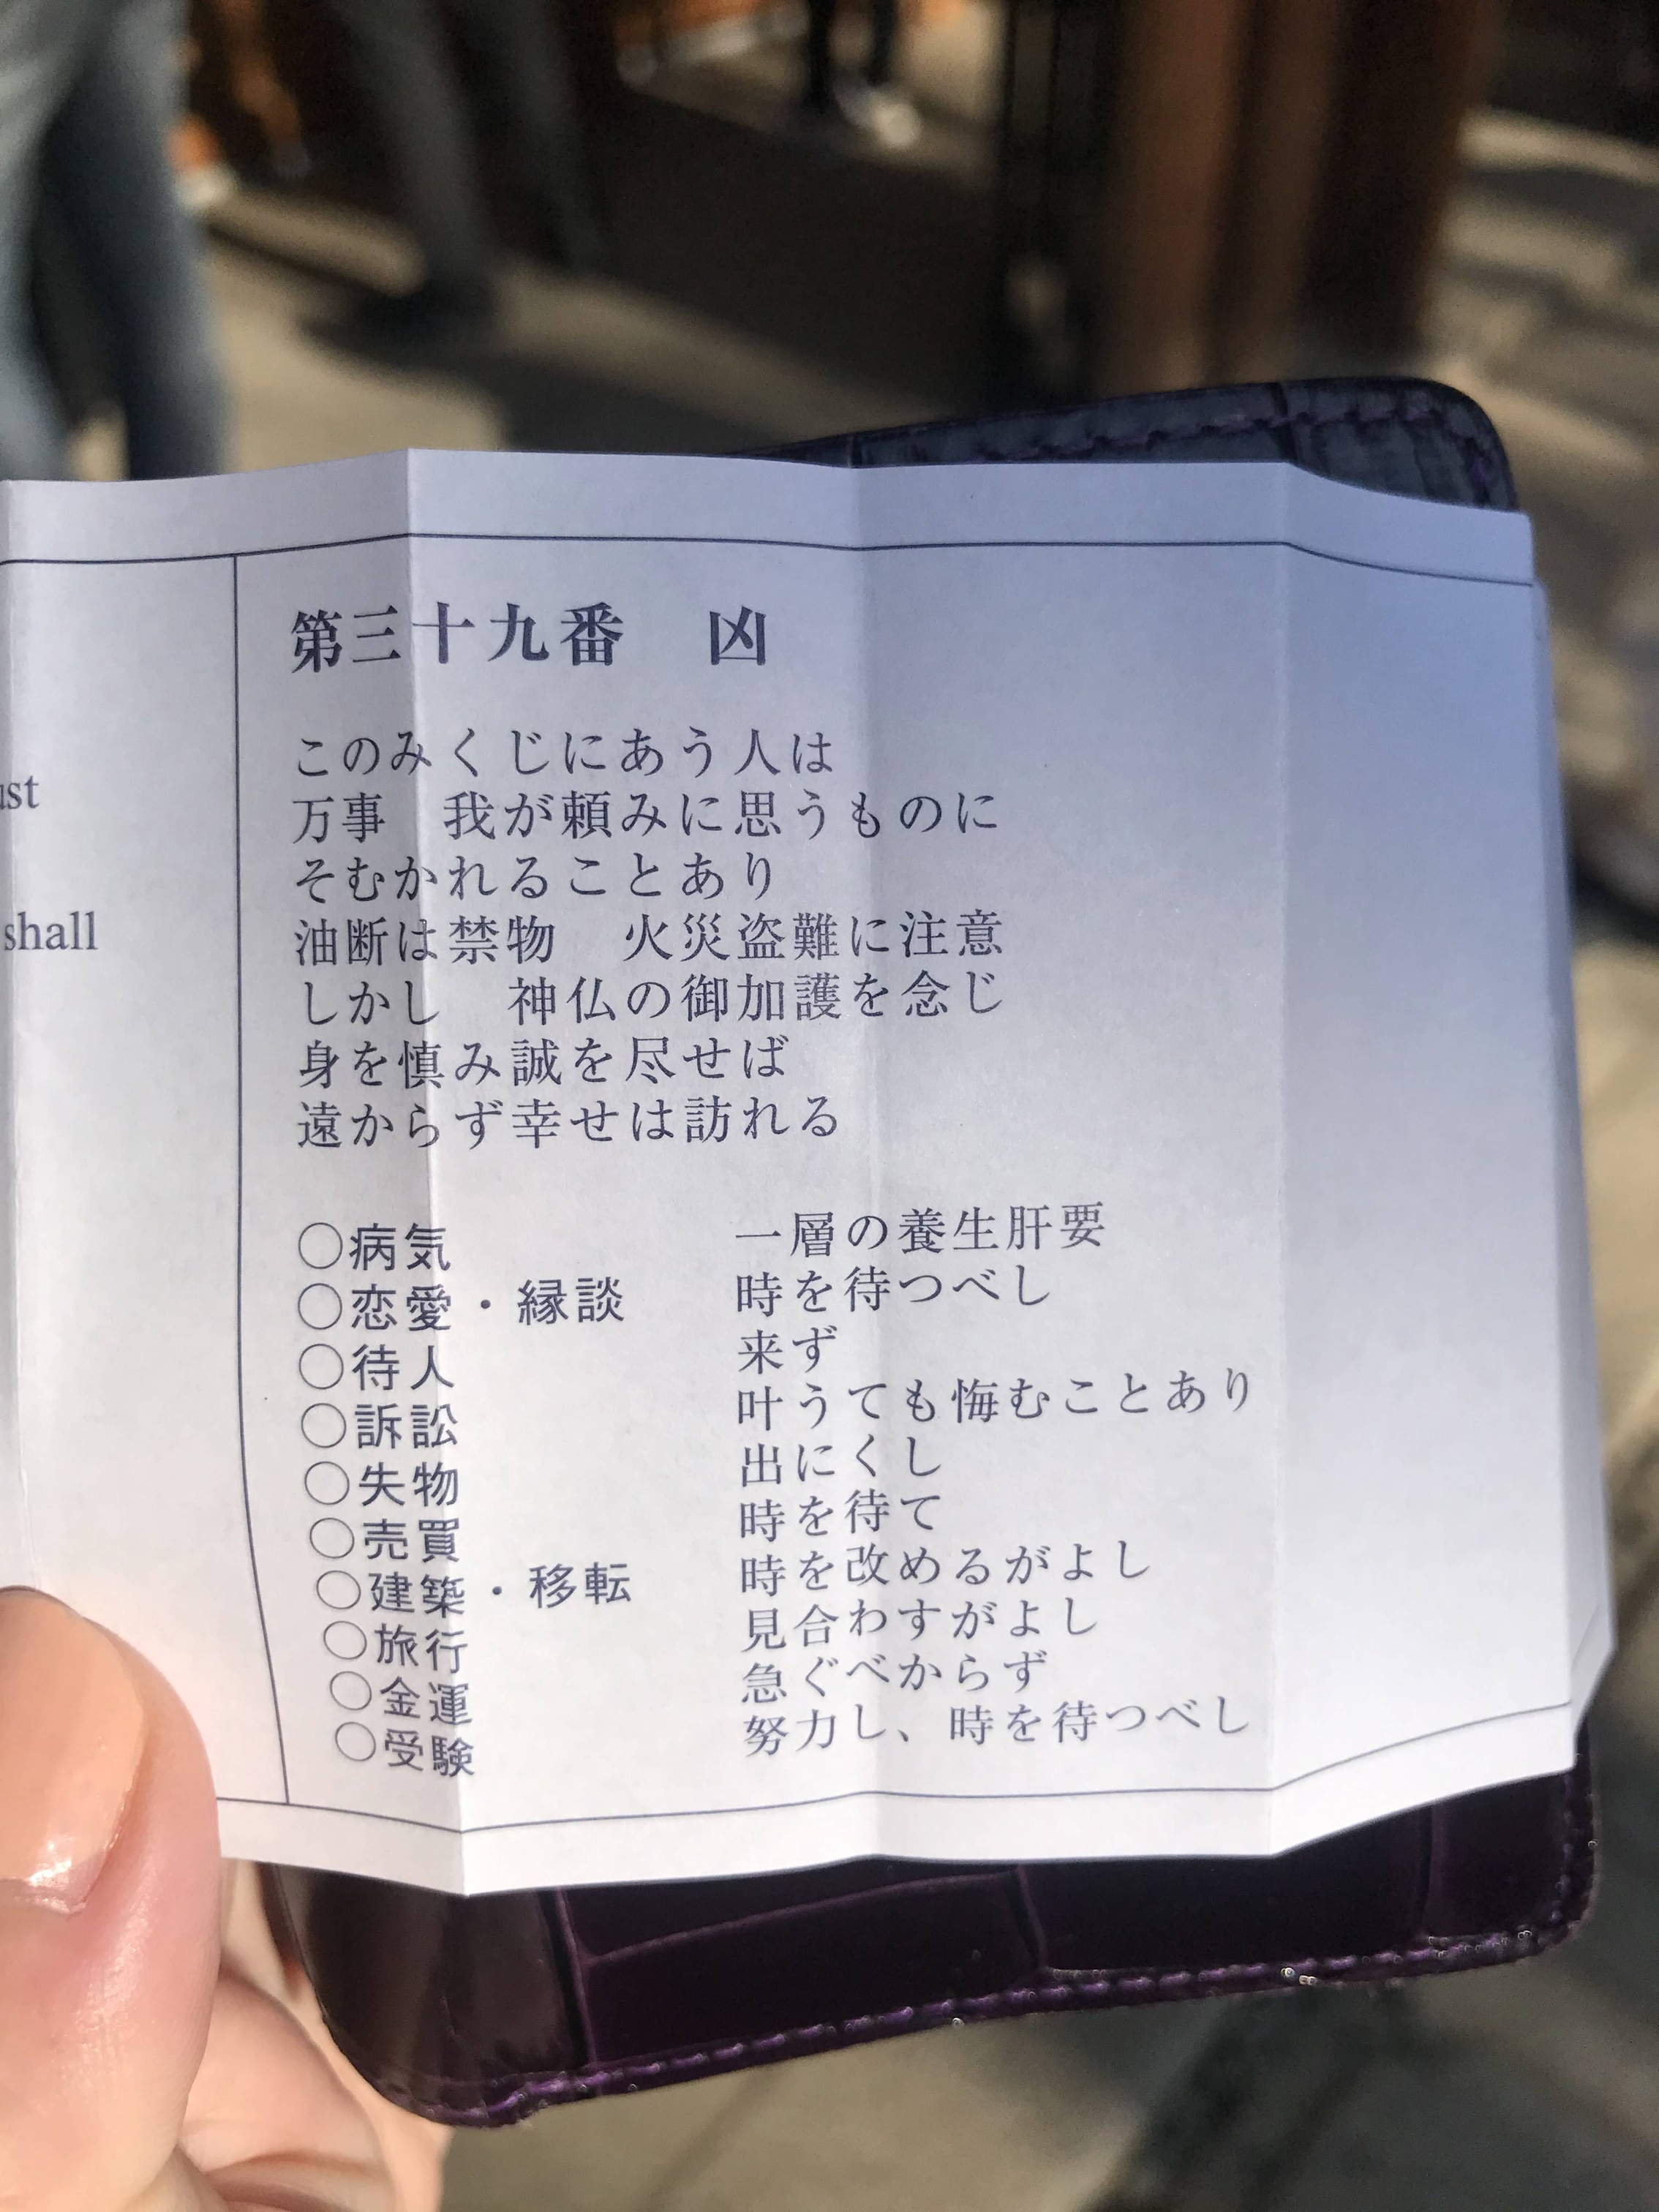 ust
shall
第三十九番　凶
このみくじにあう人は
万事　我が頼みに思うものに
そむかれることあり
油断は禁物　火災盗難に注意
しかし　神仏の御加護を念じ
身を慎み誠を尽せば
遠からず幸せは訪れる
○病気　一層の養生肝要
○恋愛・縁談　時を待つべし
○待人　来ず
○訴訟　叶うても悔むことあり
○失物　出にくし
○売買　時を待て
○建築・移転　時を改めるがよし
○旅行　見合わすがよし
○金運　急ぐべからず
○受験　努力し、時を待つべし